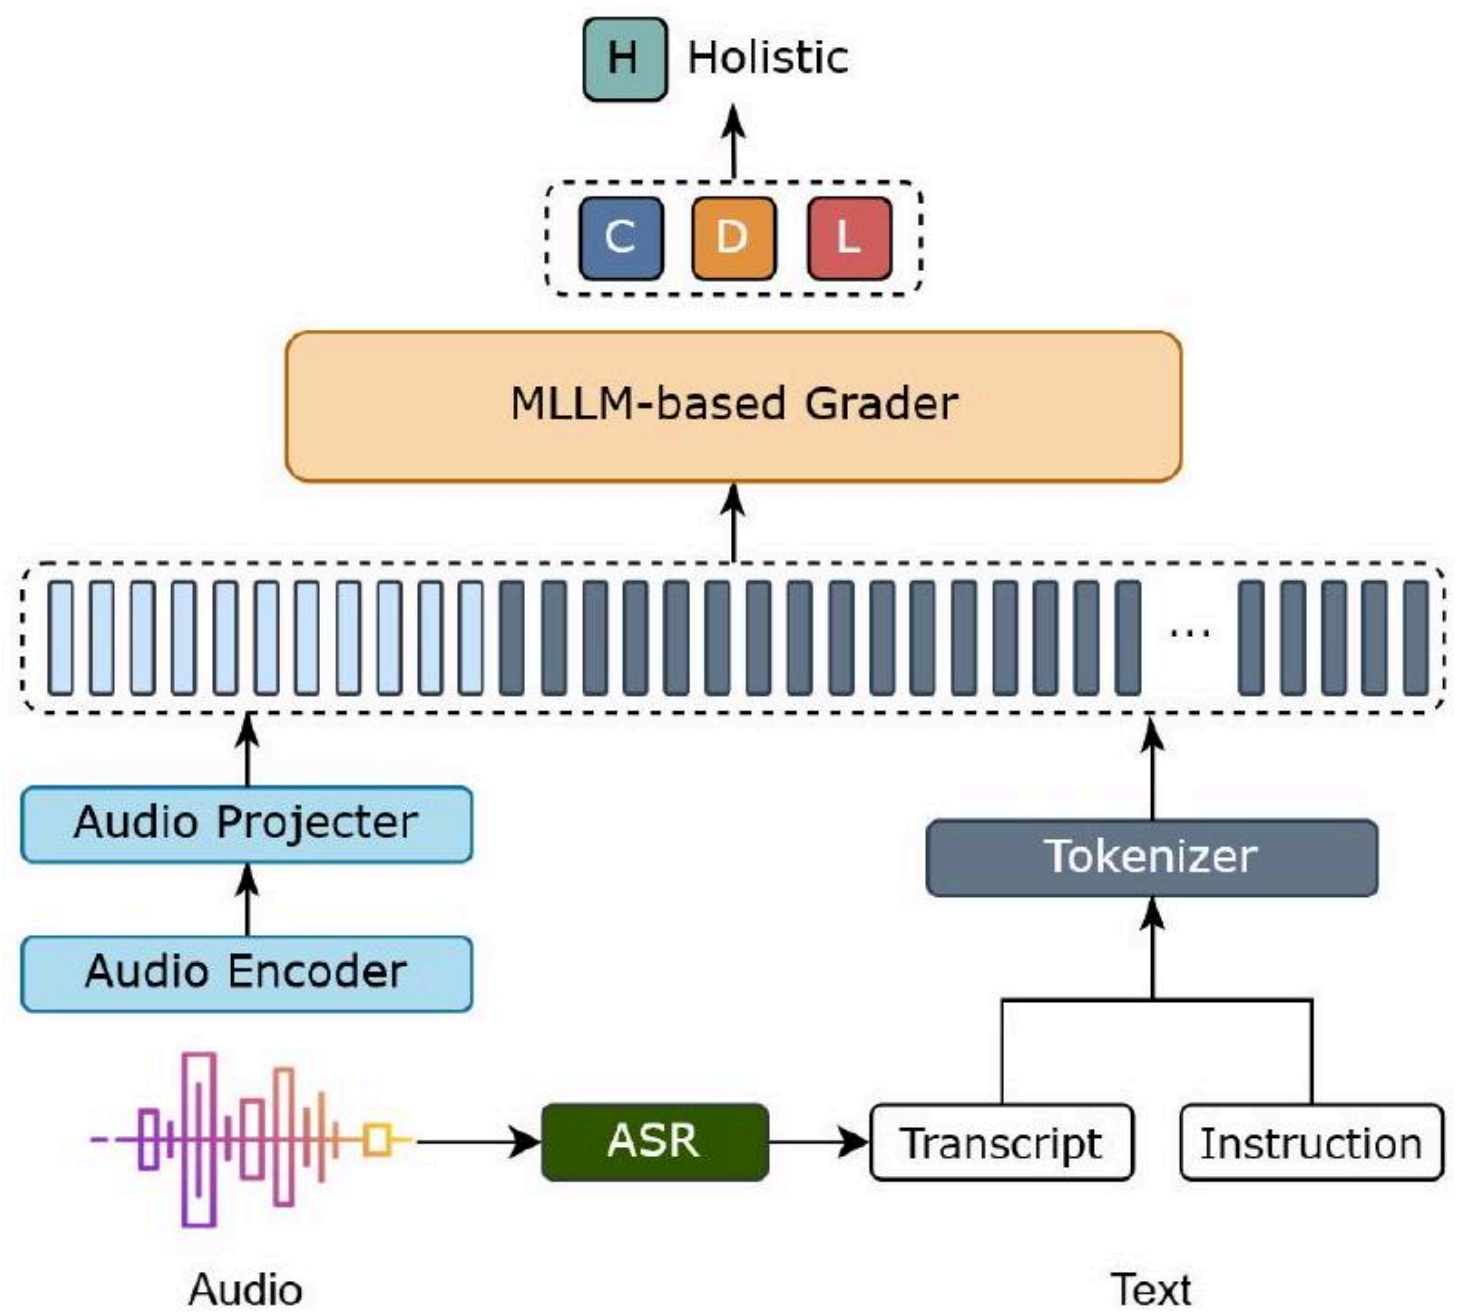 H Holistic
C D L
MLLM-based Grader
...
Audio Projecter
Tokenizer
Audio Encoder
ASR
Transcript
Instruction
Audio
Text